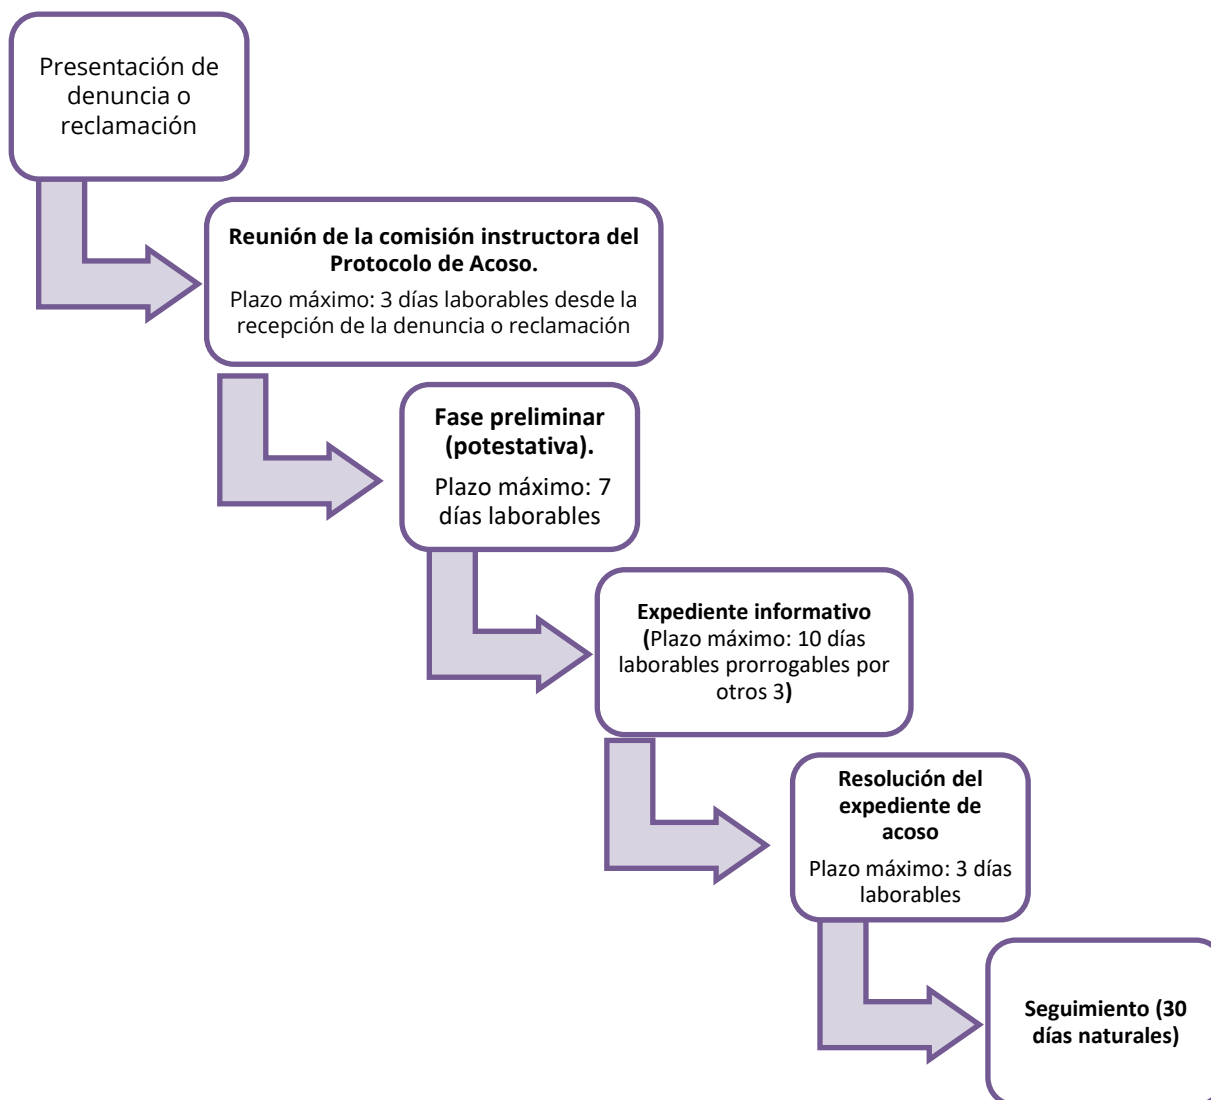 Presentación de
denuncia o
reclamación
Reunión de la comisión instructora del
Protocolo de Acoso.
Plazo máximo: 3 días laborables desde la
recepción de la denuncia o reclamación
Fase preliminar
(potestativa).
Plazo máximo: 7
días laborables
Expediente informativo
(Plazo máximo: 10 días
laborables prorrogables por
otros 3)
Resolución del
expediente de
acoso
Plazo máximo: 3 días
laborables
Seguimiento (30
días naturales)